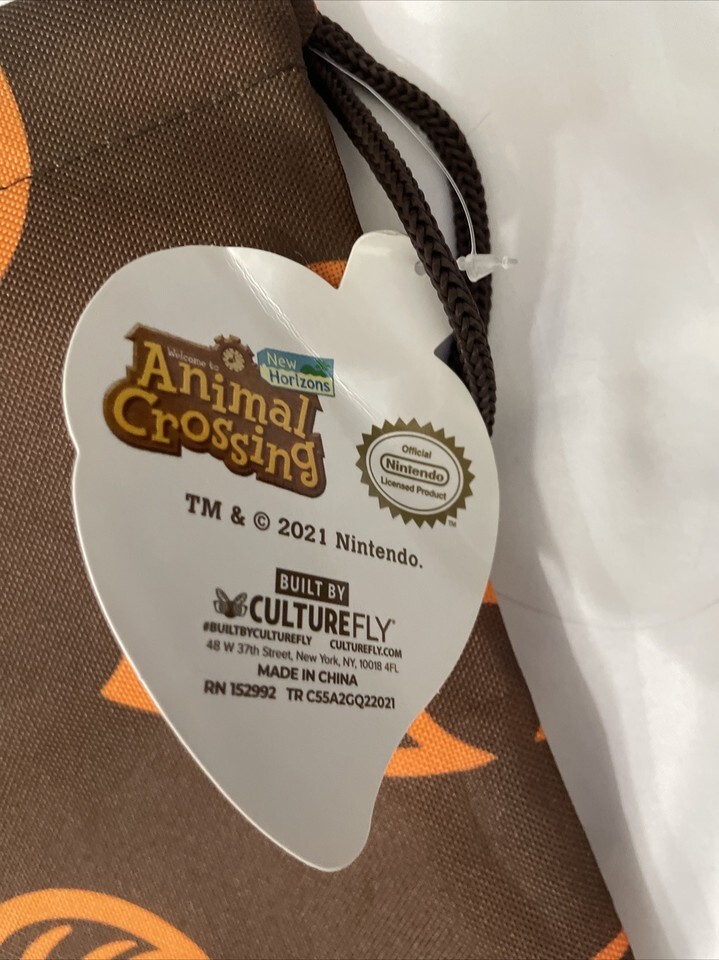 Welcome to
New
Horizons
Animal
Crossing
Official
Nintendo
Licensed Product
TM
TM & © 2021 Nintendo.
BUILT BY
CULTUREFLY®
#BUILTBYCULTUREFLY CULTUREFLY.COM
48 W 37th Street, New York, NY, 10018 4FL
MADE IN CHINA
RN 152992 TR C55A2GQ22021